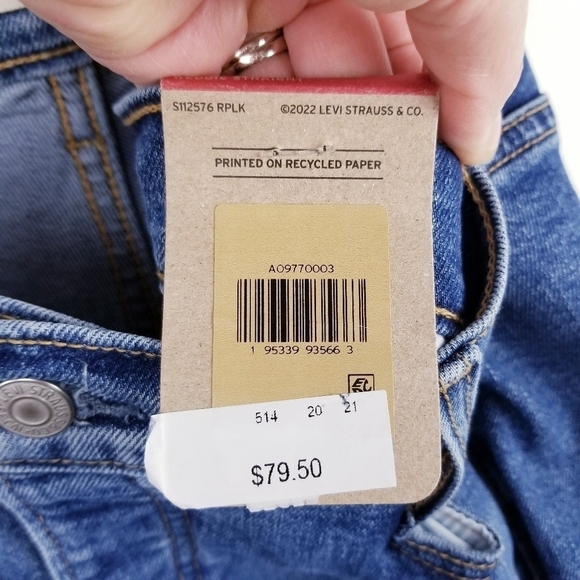 S112576 RPLK ©2022 LEVI STRAUSS & CO.
PRINTED ON RECYCLED PAPER
A09770003
1 95339 93566 3
514 20 21
$79.50